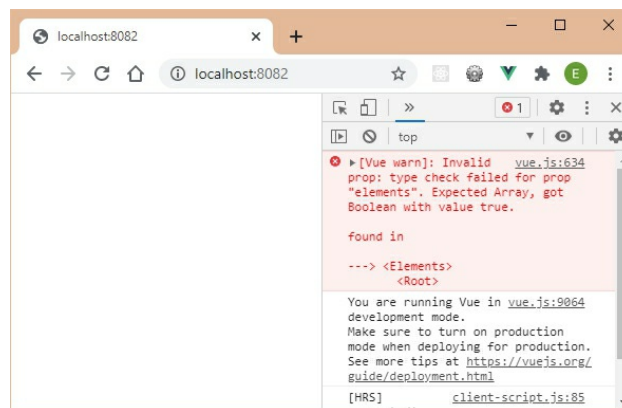 localhost:8082
localhost:8082
E
1
top
[Vue warn]: Invalid vue.js:634
prop: type check failed for prop
"elements". Expected Array, got
Boolean with value true.
found in
---> <Elements>
<Root>
You are running Vue in vue.js:9064
development mode.
Make sure to turn on production
mode when deploying for production.
See more tips at https://vuejs.org/
guide/deployment.html
[HRS] client-script.js:85